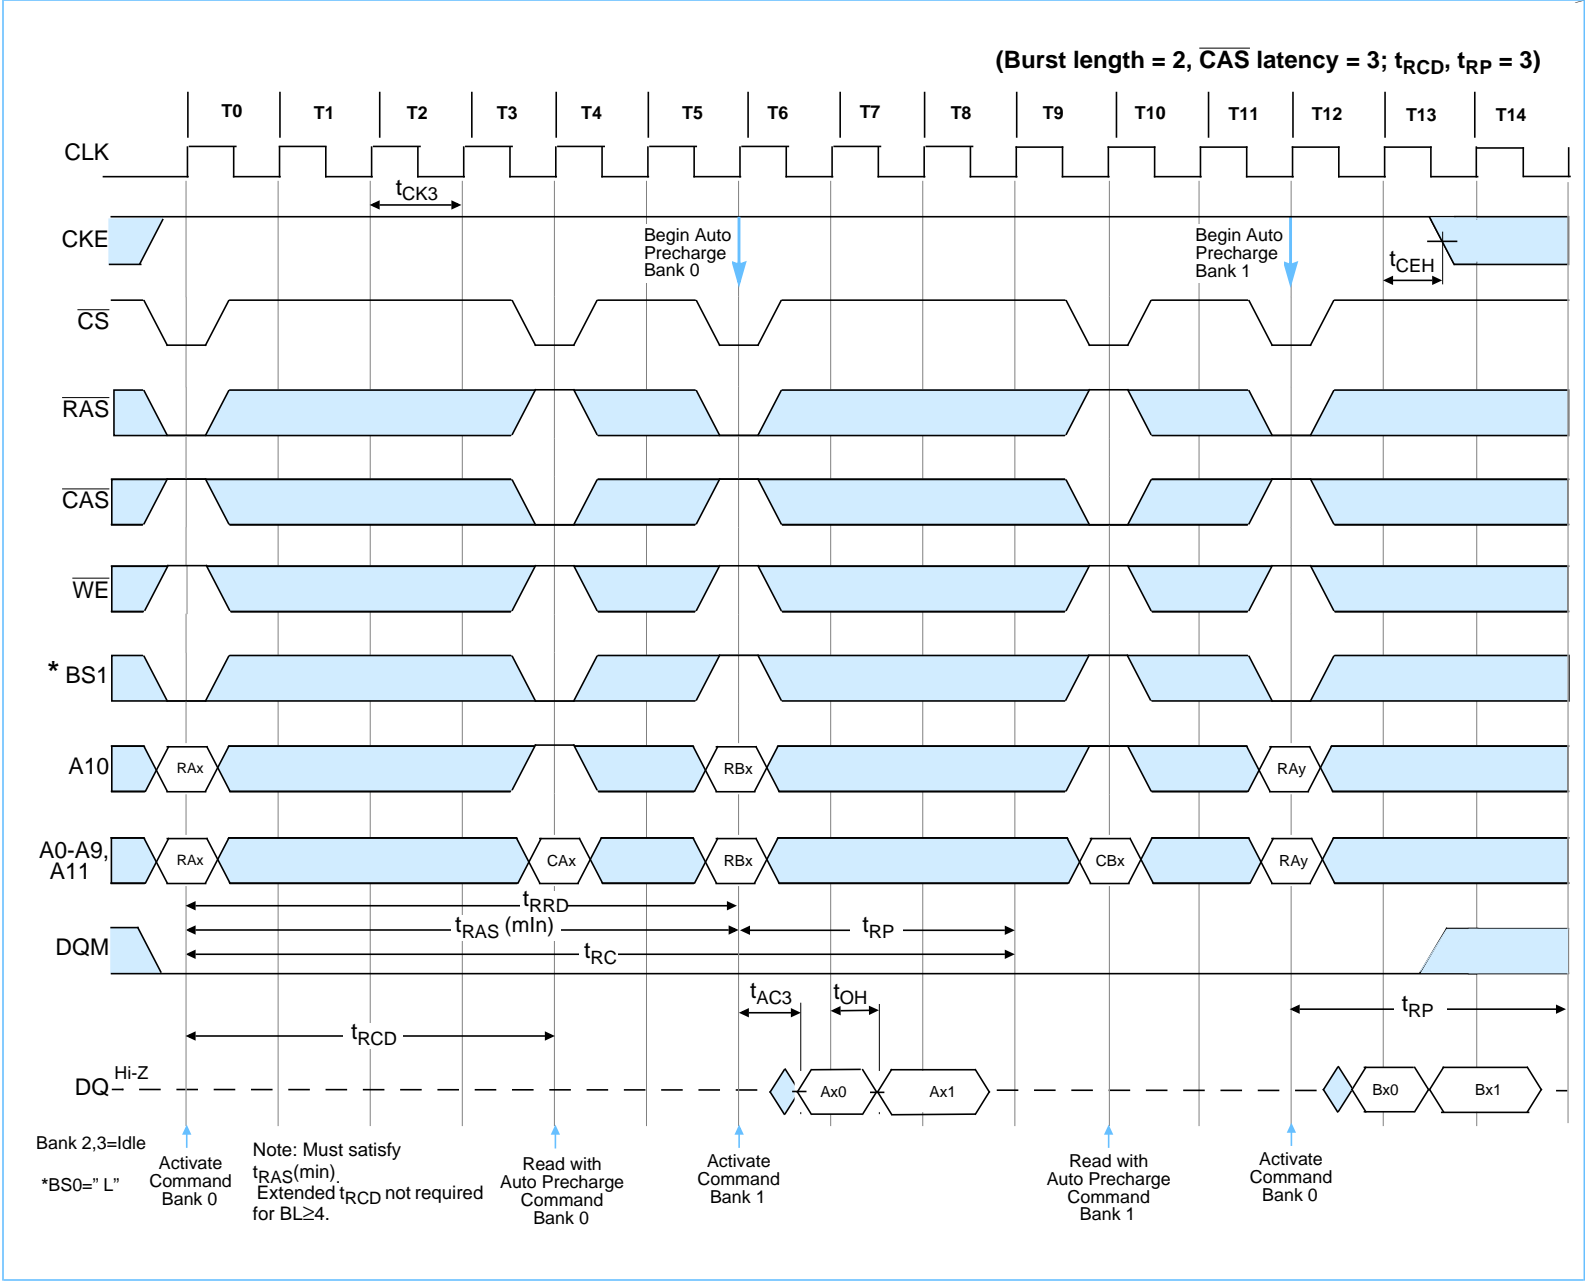 (Burst length = 2, CAS latency = 3; tRCD, tRP = 3)
T0 T1 T2 T3 T4 T5 T6 T7 T8 T9 T10 T11 T12 T13 T14
CLK
tCK3
CKE
Begin Auto
Precharge
Bank 0
Begin Auto
Precharge
Bank 1
tCEH
CS
RAS
CAS
WE
* BS1
A10
RAx RBx RAy
A0-A9,
A11
RAx CAx RBx CBx RAy
tRRD
tRAS (mIn) tRP
DQM
tRC
tAC3 tOH
tRP
tRCD
DQ Hi-Z
Ax0 Ax1 Bx0 Bx1
Bank 2,3=Idle
*BS0=” L”
Activate
Command
Bank 0
Note: Must satisfy
tRAS(min).
Extended tRCD not required
for BL≥4.
Read with
Auto Precharge
Command
Bank 0
Activate
Command
Bank 1
Read with
Auto Precharge
Command
Bank 1
Activate
Command
Bank 0